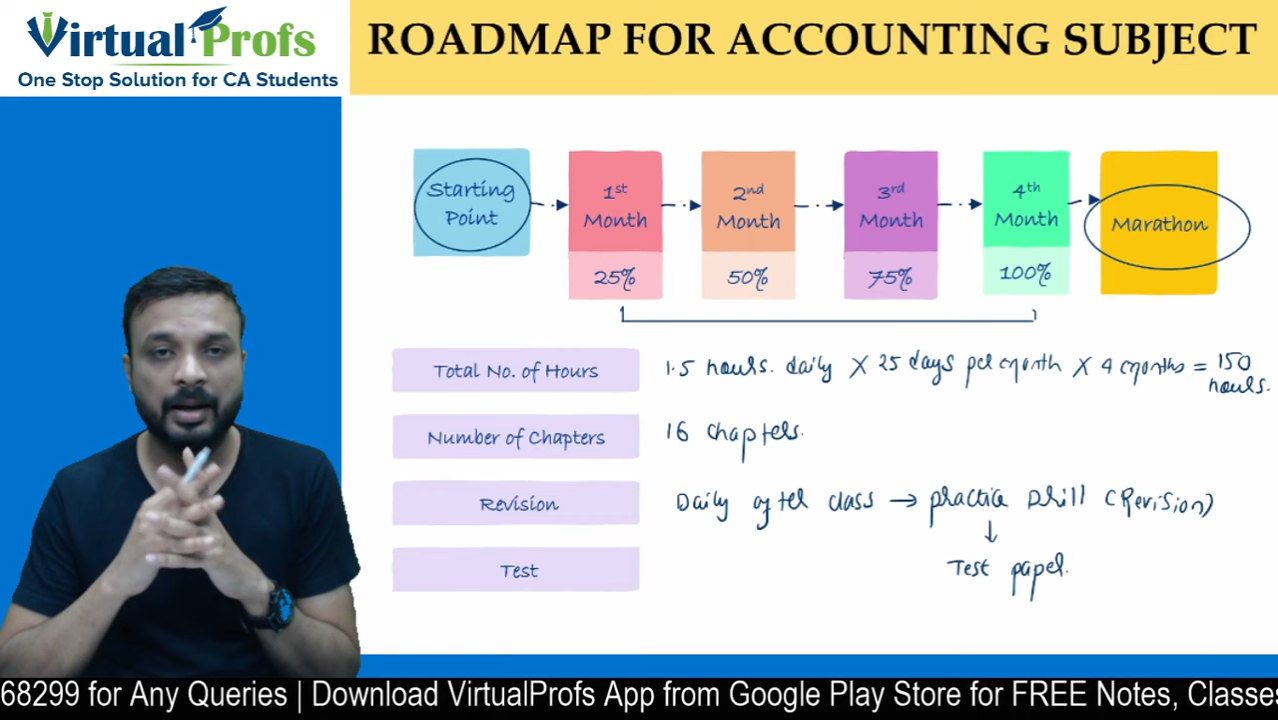 VirtualProfs
One Stop Solution for CA Students
ROADMAP FOR ACCOUNTING SUBJECT
Starting Point
1st Month
25%
2nd Month
50%
3rd Month
75%
4th Month
100%
Marathon
Total No. of Hours
1.5 hours. daily X 25 days per month X 4 months = 150 hours.
Number of Chapters
16 chapters.
Revision
Daily after class → practice Drill (Revision)
↓
Test
Test paper.
68299 for Any Queries | Download VirtualProfs App from Google Play Store for FREE Notes, Classes